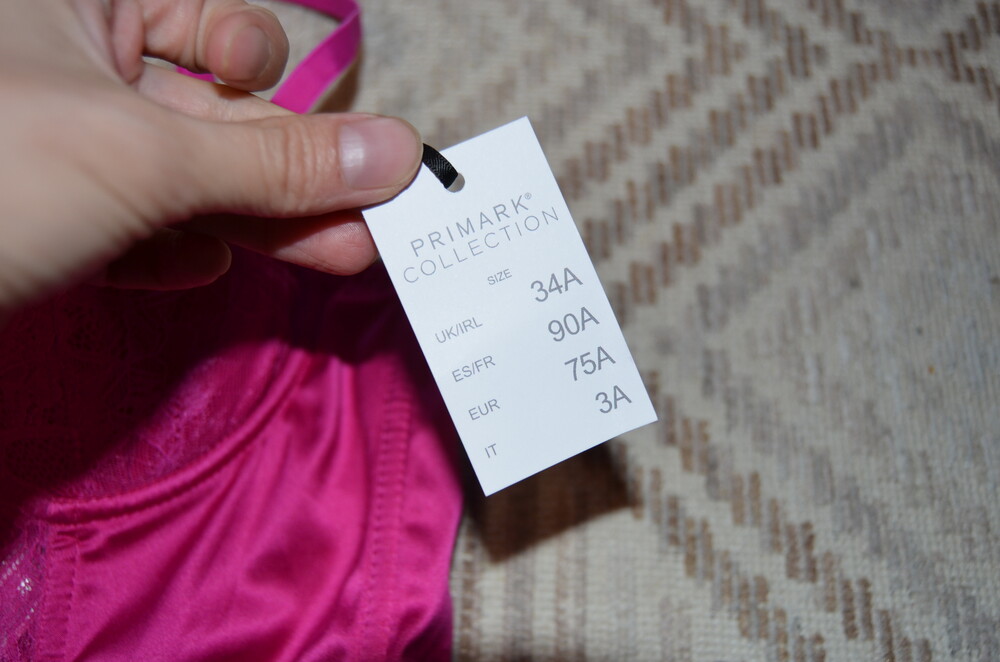 PRIMARK®
COLLECTION
SIZE
UK/IRL 34A
ES/FR 90A
EUR 75A
IT 3A